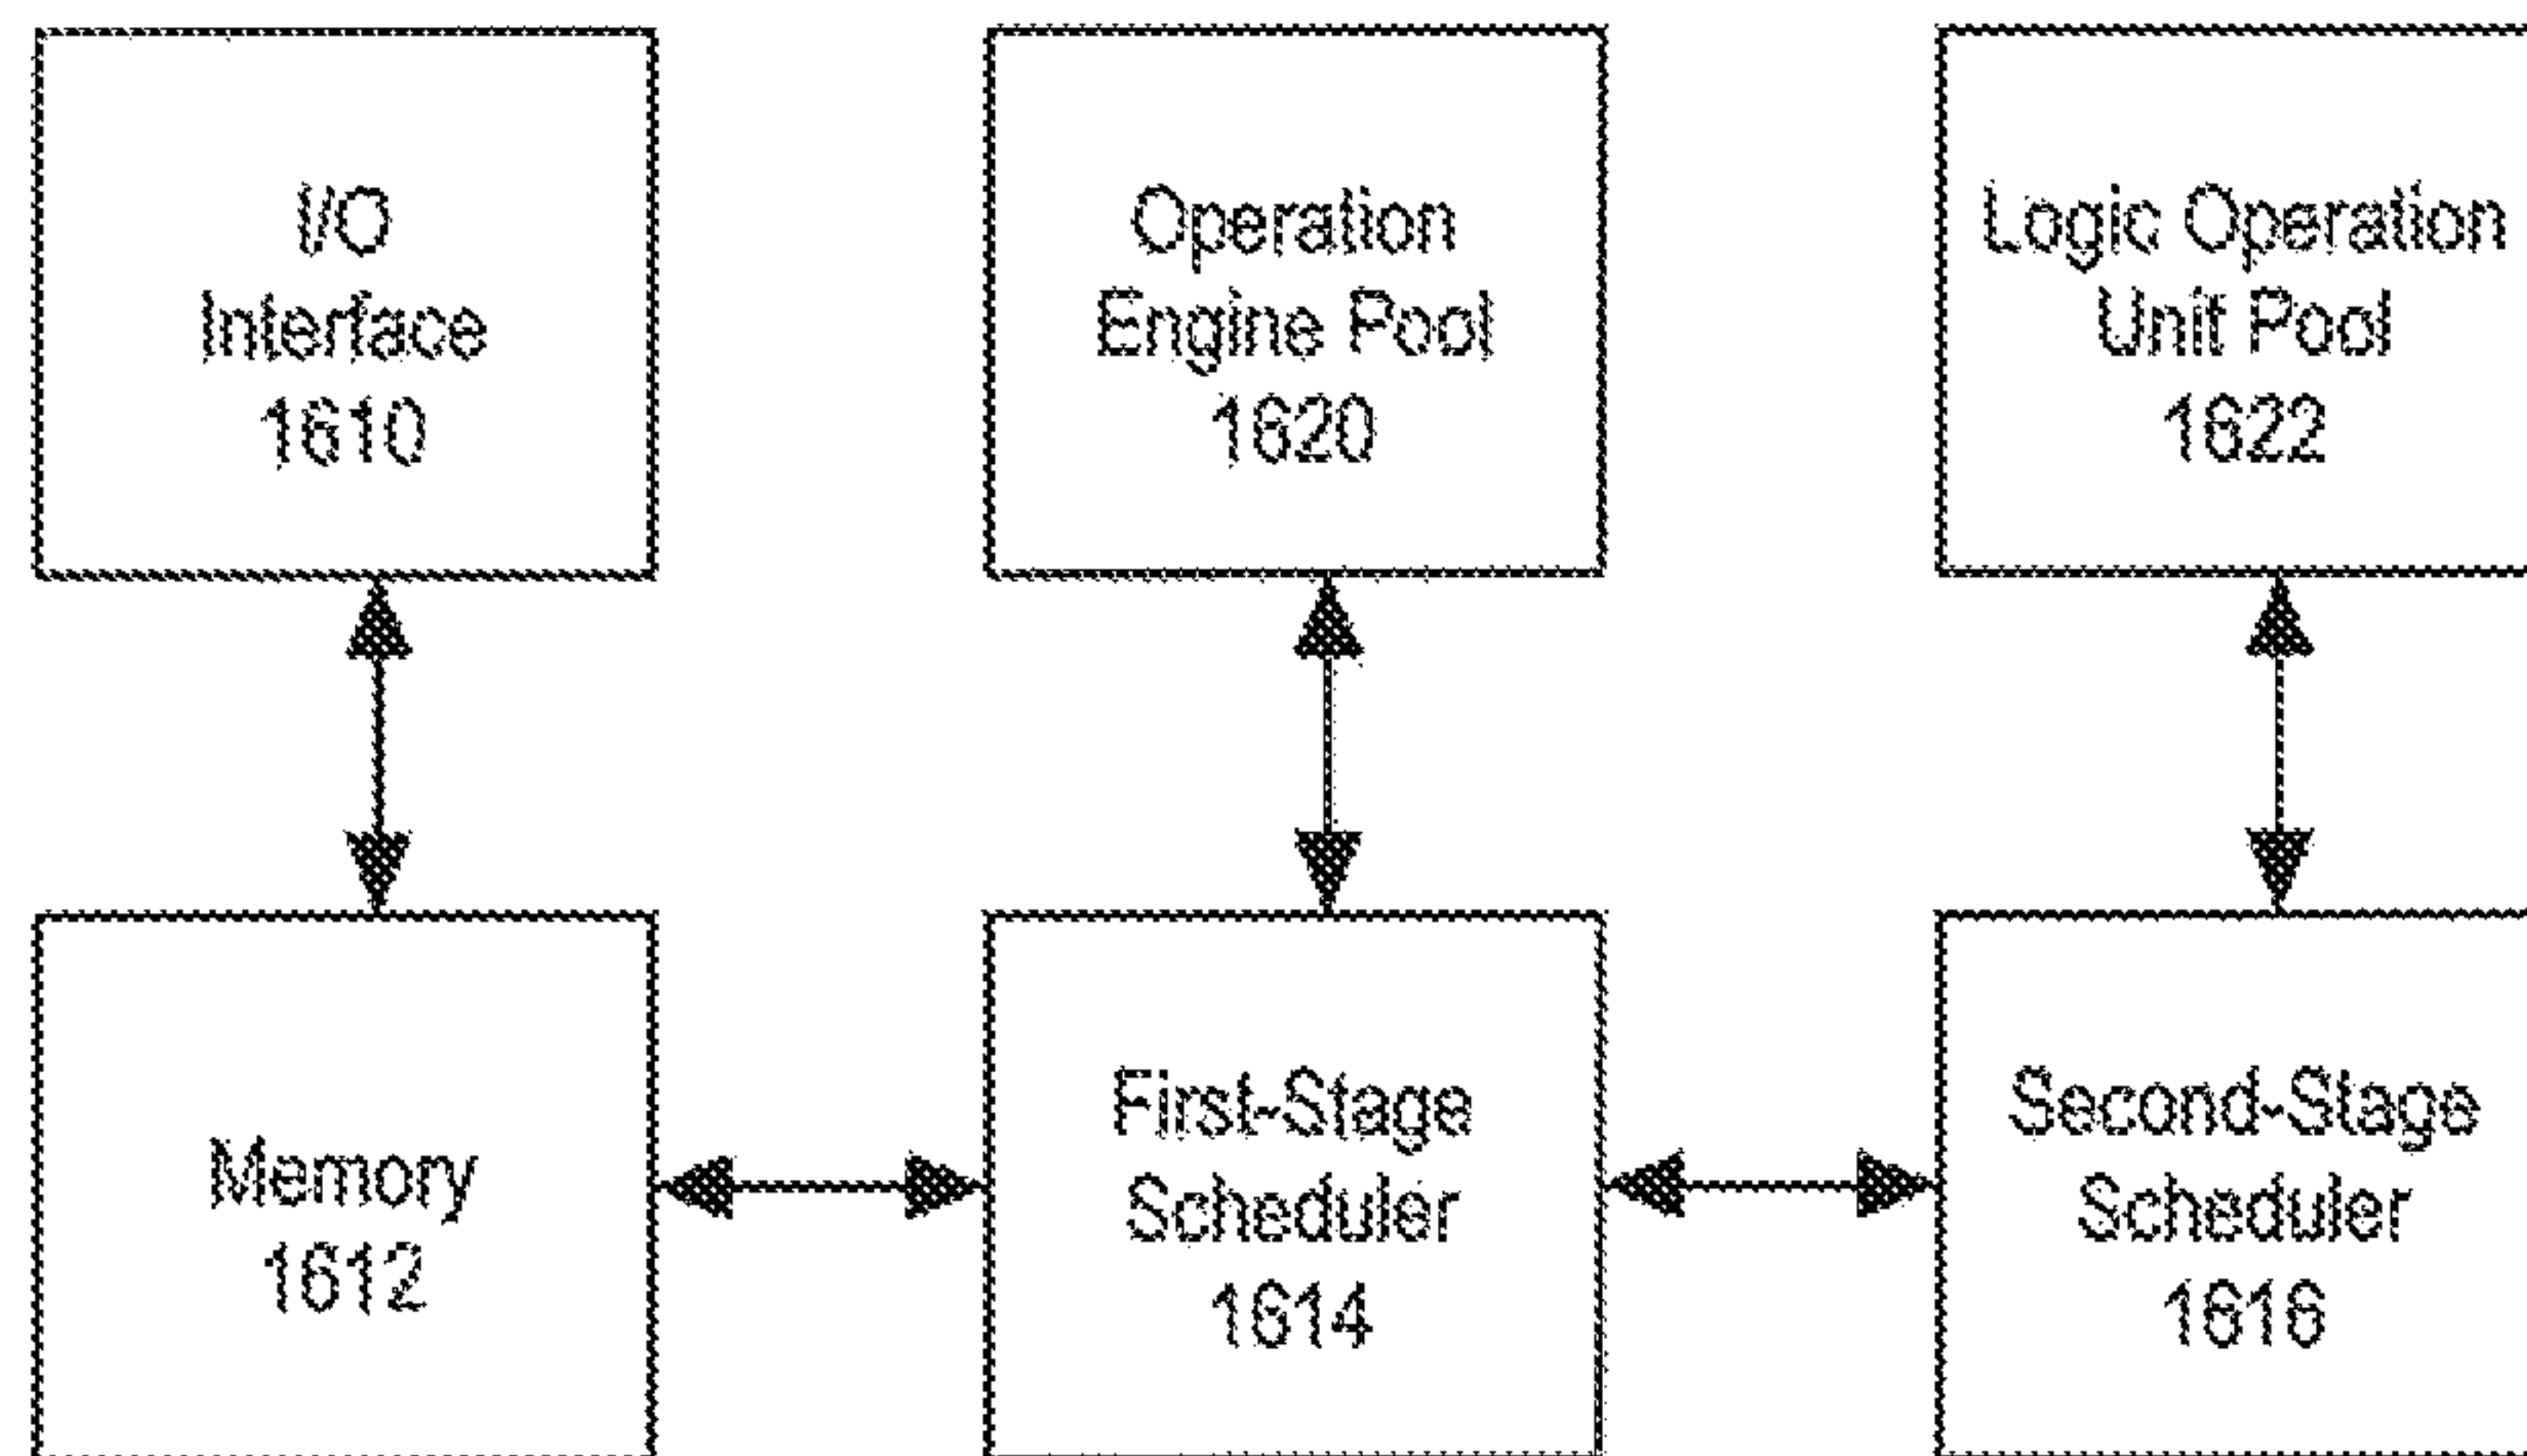 I/O
Interface
1610
Operation
Engine Pool
1620
Logic Operation
Unit Pool
1622
Memory
1612
First-Stage
Scheduler
1614
Second-Stage
Scheduler
1616